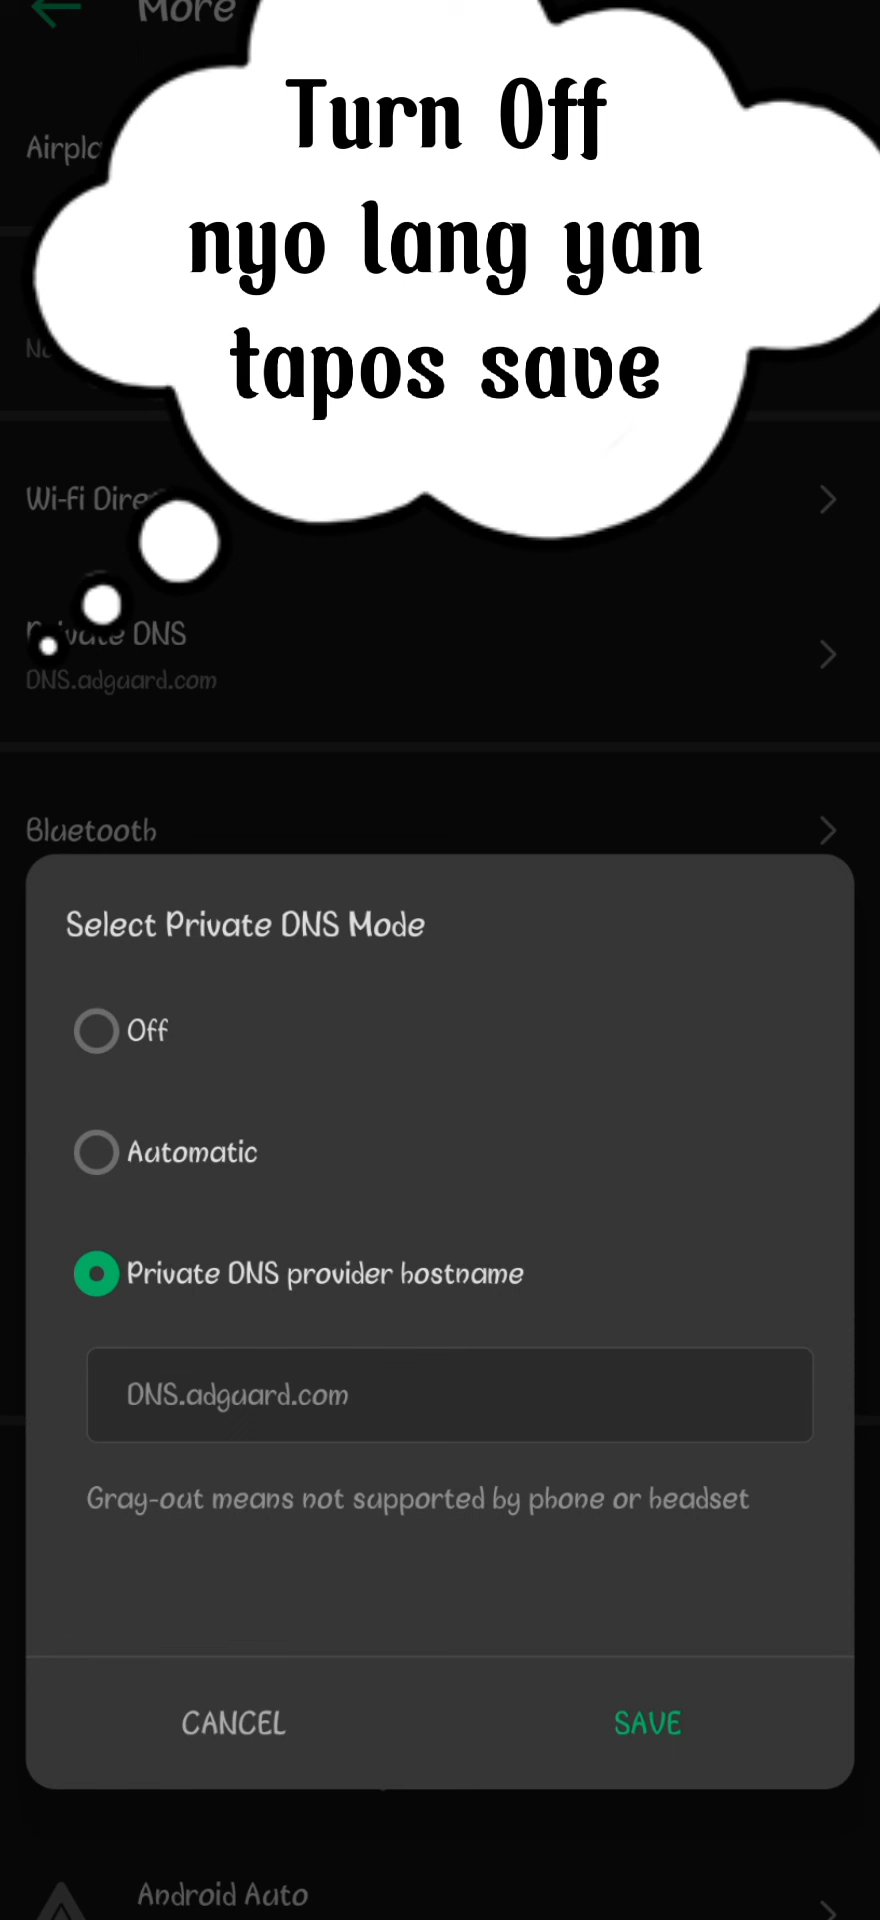 More
Turn Off
nyo lang yan
tapos save
Wi-Fi
Private DNS
DNS.adguard.com
Bluetooth
Select Private DNS Mode
Off
Automatic
Private DNS provider hostname
DNS.adguard.com
Gray-out means not supported by phone or headset
CANCEL
SAVE
Android Auto